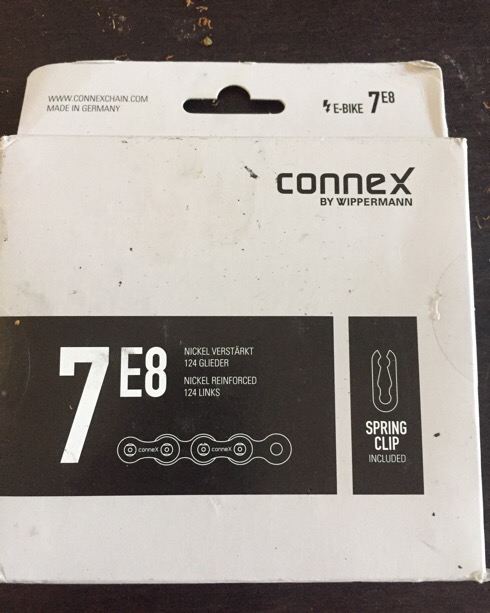 WWW.CONNEXCHAIN.COM
MADE IN GERMANY
E-BIKE 7E8
conneX
BY WIPPERMANN
7E8
NICKEL VERSTÄRKT
124 GLIEDER
NICKEL REINFORCED
124 LINKS
conneX conneX
SPRING
CLIP
INCLUDED